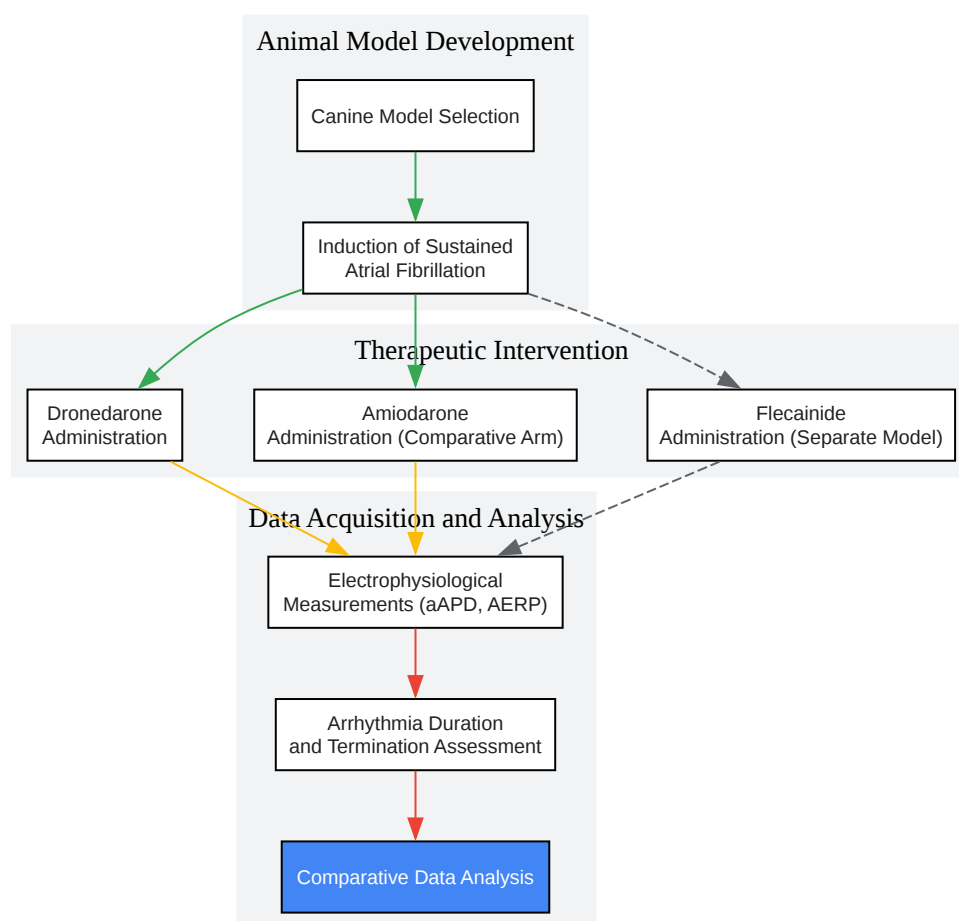 Animal Model Development
Canine Model Selection
Induction of Sustained
Atrial Fibrillation
Therapeutic Intervention
Dronedarone
Administration
Amiodarone
Administration (Comparative Arm)
Flecainide
Administration (Separate Model)
Data Acquisition and Analysis
Electrophysiological
Measurements (aAPD, AERP)
Arrhythmia Duration
and Termination Assessment
Comparative Data Analysis